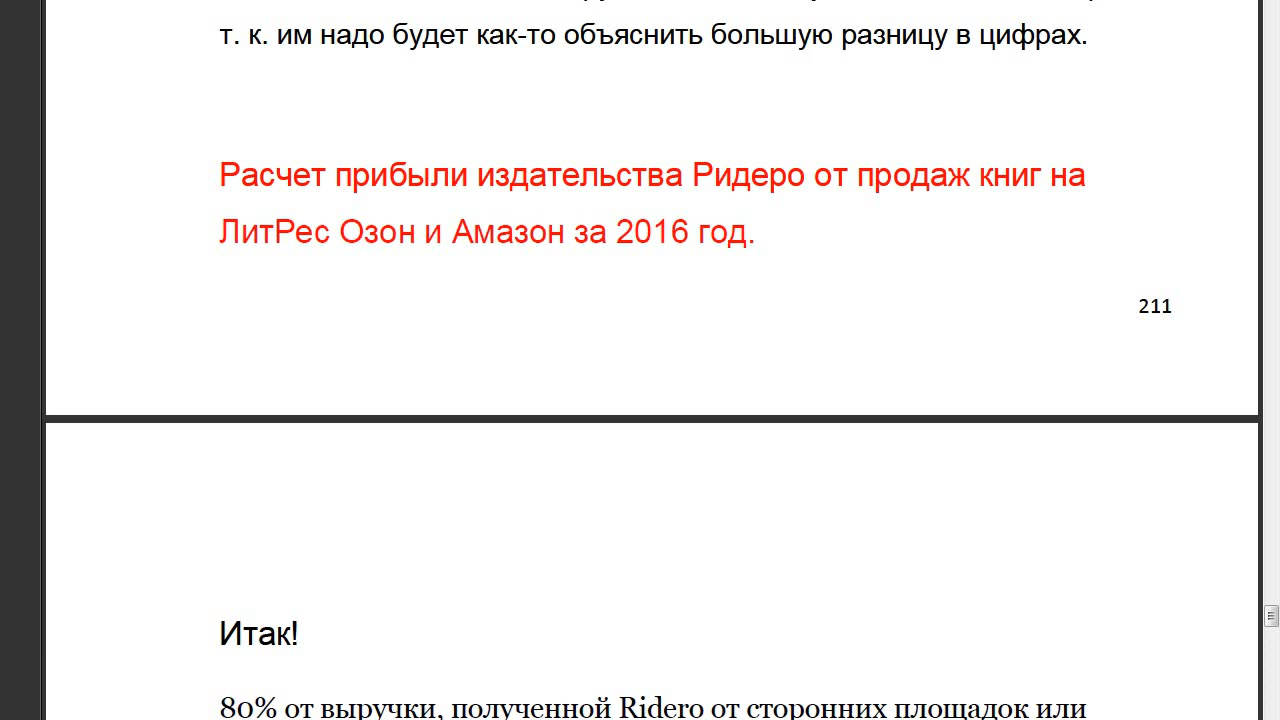 т. к. им надо будет как-то объяснить большую разницу в цифрах.
Расчет прибыли издательства Ридеро от продаж книг на
ЛитРес Озон и Амазон за 2016 год.
211
Итак!
80% от выручки, полученной Ridero от сторонних площадок или